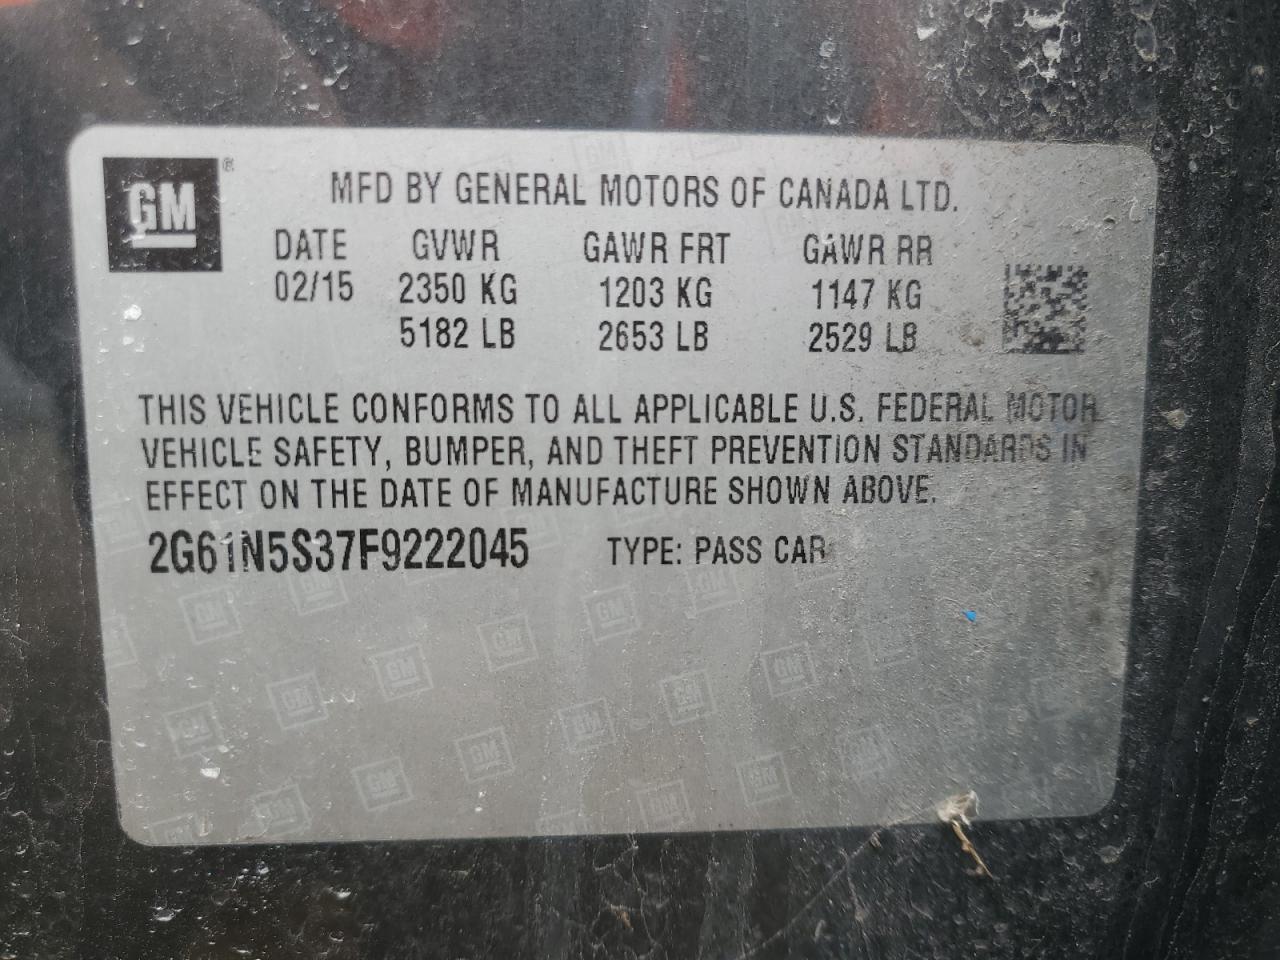 GM ®
MFD BY GENERAL MOTORS OF CANADA LTD.
DATE GVWR GAWR FRT GAWR RR
02/15 2350 KG 1203 KG 1147 KG
5182 LB 2653 LB 2529 LB
THIS VEHICLE CONFORMS TO ALL APPLICABLE U.S. FEDERAL MOTOR
VEHICLE SAFETY, BUMPER, AND THEFT PREVENTION STANDARDS IN
EFFECT ON THE DATE OF MANUFACTURE SHOWN ABOVE.
2G61N5S37F9222045 TYPE: PASS CAR